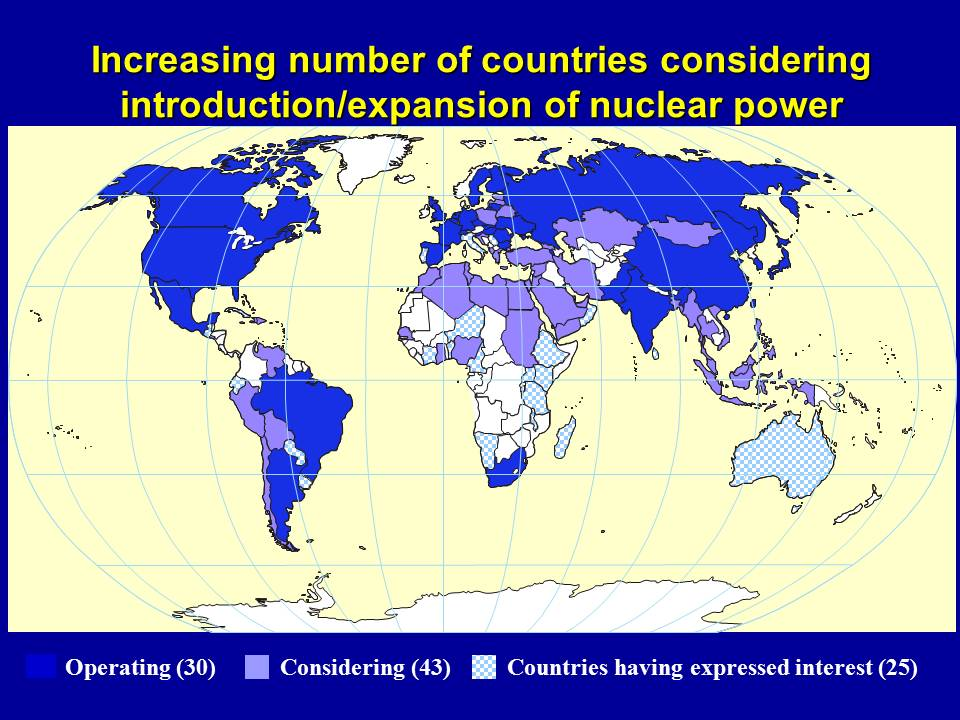 Increasing number of countries considering
introduction/expansion of nuclear power
Operating (30) Considering (43) Countries having expressed interest (25)